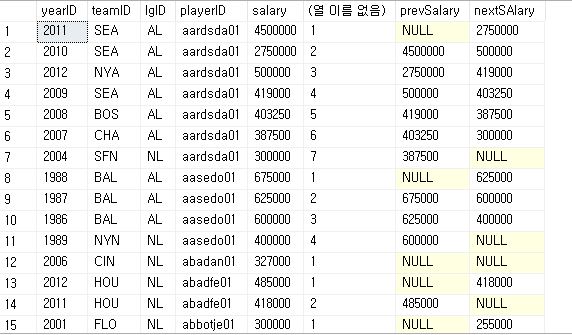 yearID teamID lgID playerID salary (열 이름 없음) prevSalary nextSAlary
1 2011 SEA AL aardsda01 4500000 1 NULL 2750000
2 2010 SEA AL aardsda01 2750000 2 4500000 500000
3 2012 NYA AL aardsda01 500000 3 2750000 419000
4 2009 SEA AL aardsda01 419000 4 500000 403250
5 2008 BOS AL aardsda01 403250 5 419000 387500
6 2007 CHA AL aardsda01 387500 6 403250 300000
7 2004 SFN NL aardsda01 300000 7 387500 NULL
8 1988 BAL AL aasedo01 675000 1 NULL 625000
9 1987 BAL AL aasedo01 625000 2 675000 600000
10 1986 BAL AL aasedo01 600000 3 625000 400000
11 1989 NYN NL aasedo01 400000 4 600000 NULL
12 2006 CIN NL abadan01 327000 1 NULL NULL
13 2012 HOU NL abadfe01 485000 1 NULL 418000
14 2011 HOU NL abadfe01 418000 2 485000 NULL
15 2001 FLO NL abbotje01 300000 1 NULL 255000